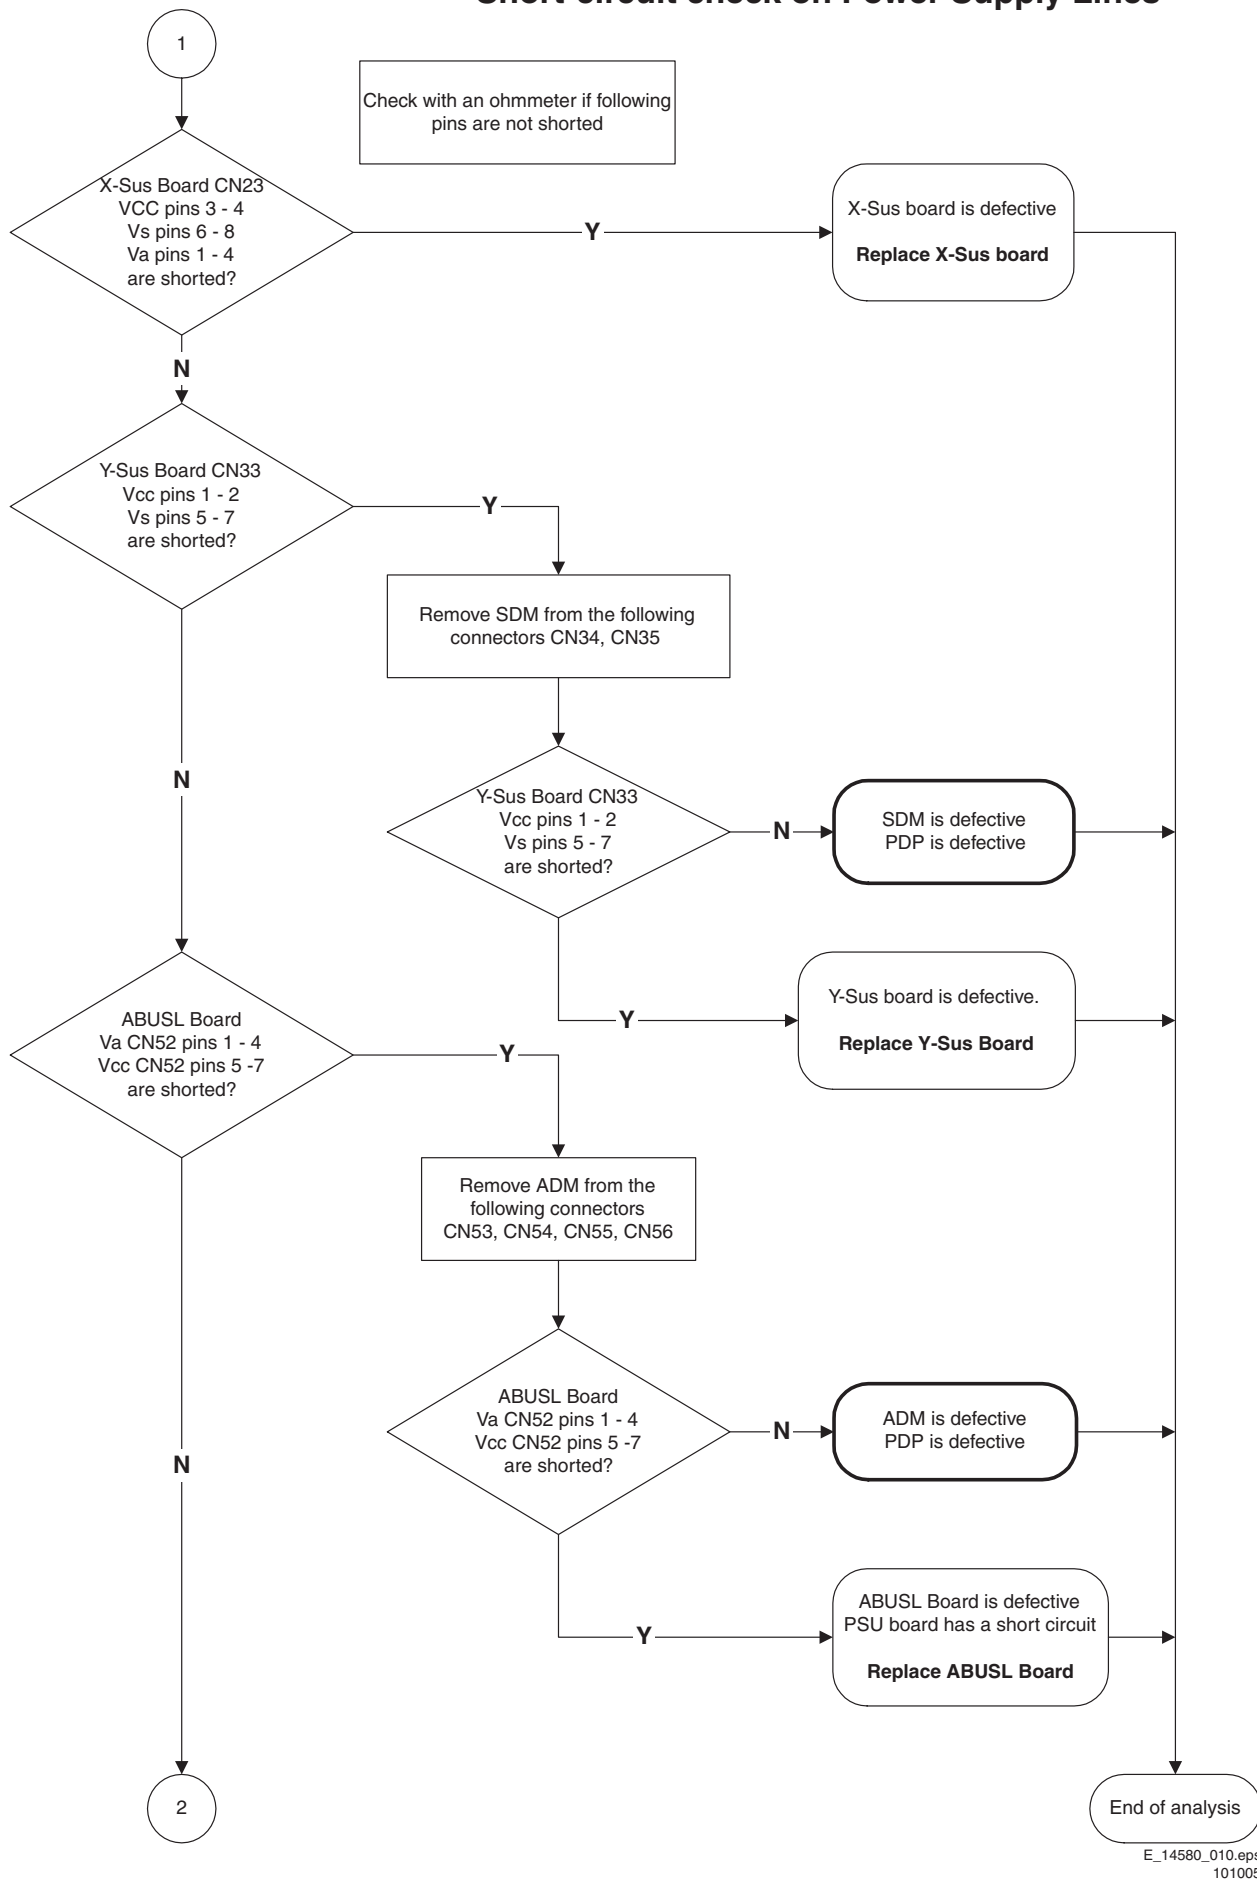 Short-circuit check on Power Supply Lines
1
Check with an ohmmeter if following
pins are not shorted
X-Sus Board CN23
VCC pins 3 - 4
Vs pins 6 - 8
Va pins 1 - 4
are shorted?
Y
X-Sus board is defective
Replace X-Sus board
N
Y-Sus Board CN33
Vcc pins 1 - 2
Vs pins 5 - 7
are shorted?
Y
Remove SDM from the following
connectors CN34, CN35
N
Y-Sus Board CN33
Vcc pins 1 - 2
Vs pins 5 - 7
are shorted?
N
SDM is defective
PDP is defective
Y
Y-Sus board is defective.
Replace Y-Sus Board
ABUSL Board
Va CN52 pins 1 - 4
Vcc CN52 pins 5 -7
are shorted?
Y
Remove ADM from the
following connectors
CN53, CN54, CN55, CN56
N
ABUSL Board
Va CN52 pins 1 - 4
Vcc CN52 pins 5 -7
are shorted?
N
ADM is defective
PDP is defective
Y
ABUSL Board is defective
PSU board has a short circuit
Replace ABUSL Board
2
End of analysis
E_14580_010.eps
101005